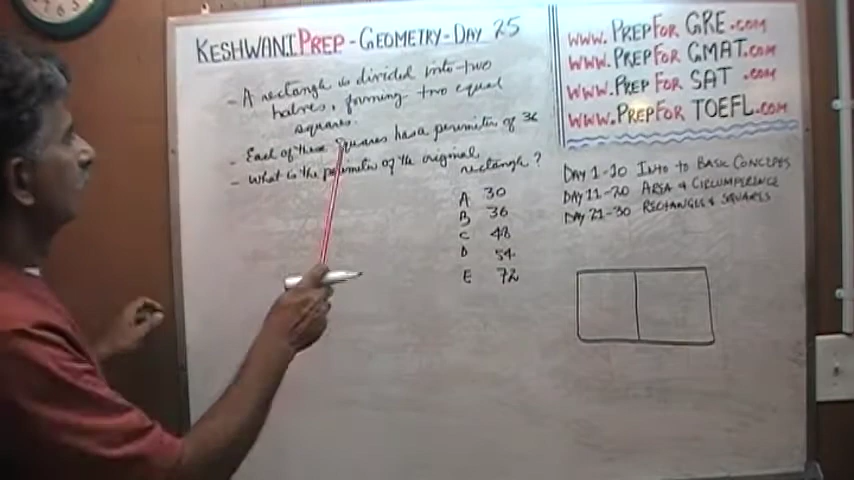 KESHWANI PREP - GEOMETRY - DAY 25
- A rectangle is divided into two
halves, forming two equal
squares.
- Each of these squares has a perimeter of 36
- What is the perimeter of the original
rectangle?
A 30
B 36
C 48
D 54
E 72
WWW. PREPFOR GRE.COM
WWW. PREPFOR GMAT.COM
WWW. PREP FOR SAT .COM
WWW. PREPFOR TOEFL.COM
DAY 1-10 INTO TO BASIC CONCEPTS
DAY 11-20 AREA & CIRCUMFERENCE
DAY 21-30 RECTANGLES & SQUARES